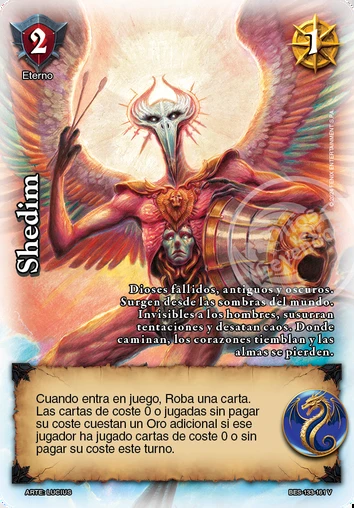 2
1
Eterno
Shedim
Dioses fallidos, antiguos y oscuros.
Surgen desde las sombras del mundo.
Invisibles a los hombres, susurran
tentaciones y desatan caos. Donde
caminan, los corazones tiemblan y las
almas se pierden.
Cuando entra en juego, Roba una carta.
Las cartas de coste 0 o jugadas sin pagar
su coste cuestan un Oro adicional si ese
jugador ha jugado cartas de coste 0 o sin
pagar su coste este turno.
ARTE: LUCIUS
BES-133-161 V